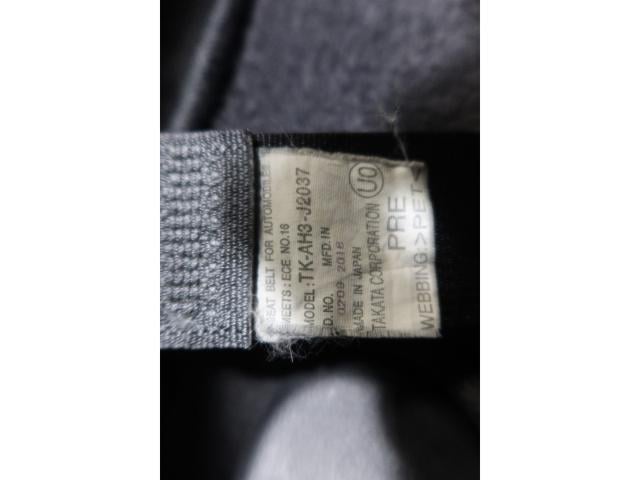 SEAT BELT FOR AUTOMOBILES
MEETS : ECE NO.16
MODEL : TK-AH3-J2037
I.D. NO. MFD. IN
0209 2016
MADE IN JAPAN
TAKATA CORPORATION U0
PRE
WEBBING>PET<